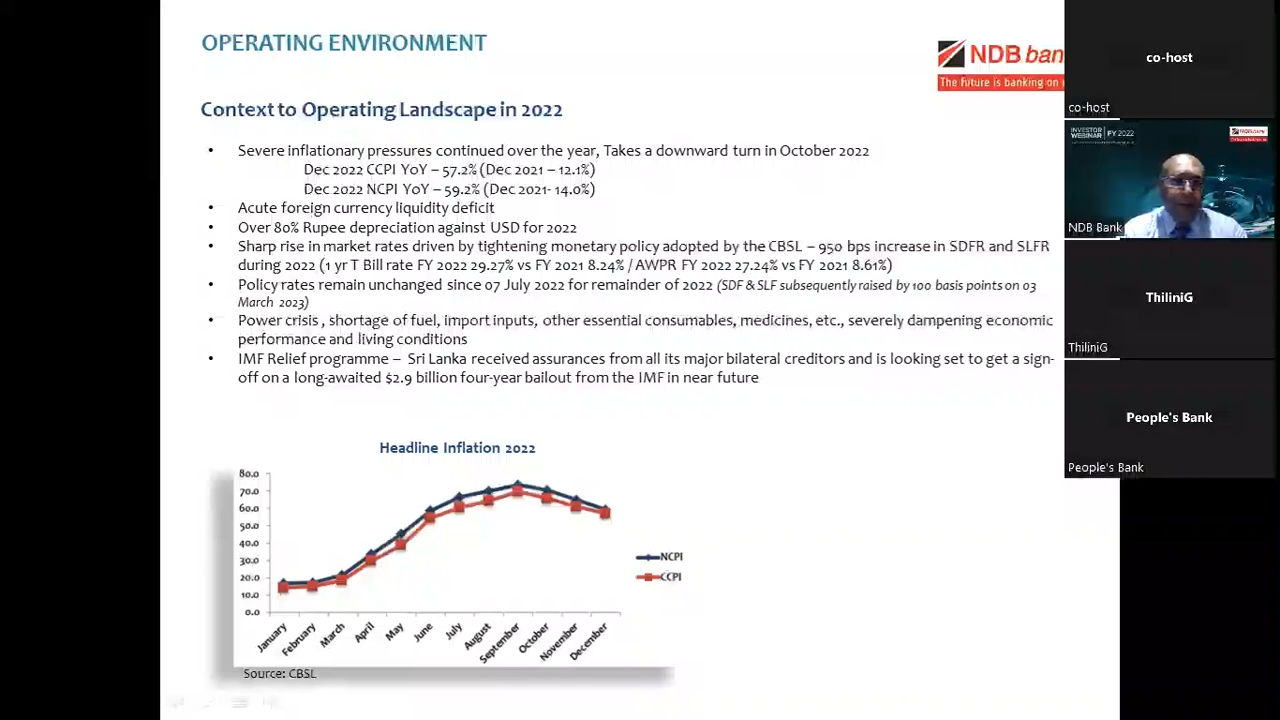 OPERATING ENVIRONMENT
NDB ban
The future is banking on
Context to Operating Landscape in 2022
• Severe inflationary pressures continued over the year, Takes a downward turn in October 2022
Dec 2022 CCPI YoY – 57.2% (Dec 2021 – 12.1%)
Dec 2022 NCPI YoY – 59.2% (Dec 2021- 14.0%)
• Acute foreign currency liquidity deficit
• Over 80% Rupee depreciation against USD for 2022
• Sharp rise in market rates driven by tightening monetary policy adopted by the CBSL – 950 bps increase in SDFR and SLFR
during 2022 (1 yr T Bill rate FY 2022 29.27% vs FY 2021 8.24% / AWPR FY 2022 27.24% vs FY 2021 8.61%)
• Policy rates remain unchanged since 07 July 2022 for remainder of 2022 (SDF & SLF subsequently raised by 100 basis points on 03
March 2023)
• Power crisis , shortage of fuel, import inputs, other essential consumables, medicines, etc., severely dampening economic
performance and living conditions
• IMF Relief programme – Sri Lanka received assurances from all its major bilateral creditors and is looking set to get a sign-
off on a long-awaited $2.9 billion four-year bailout from the IMF in near future
Headline Inflation 2022
80.0
70.0
60.0
50.0
40.0
30.0
20.0
10.0
0.0
January
February
March
April
May
June
July
August
September
October
November
December
NCPI
CCPI
Source: CBSL
co-host
co-host
INVESTOR
WEBINAR
FY 2022
NDB Bank
ThiliniG
ThiliniG
People's Bank
People's Bank